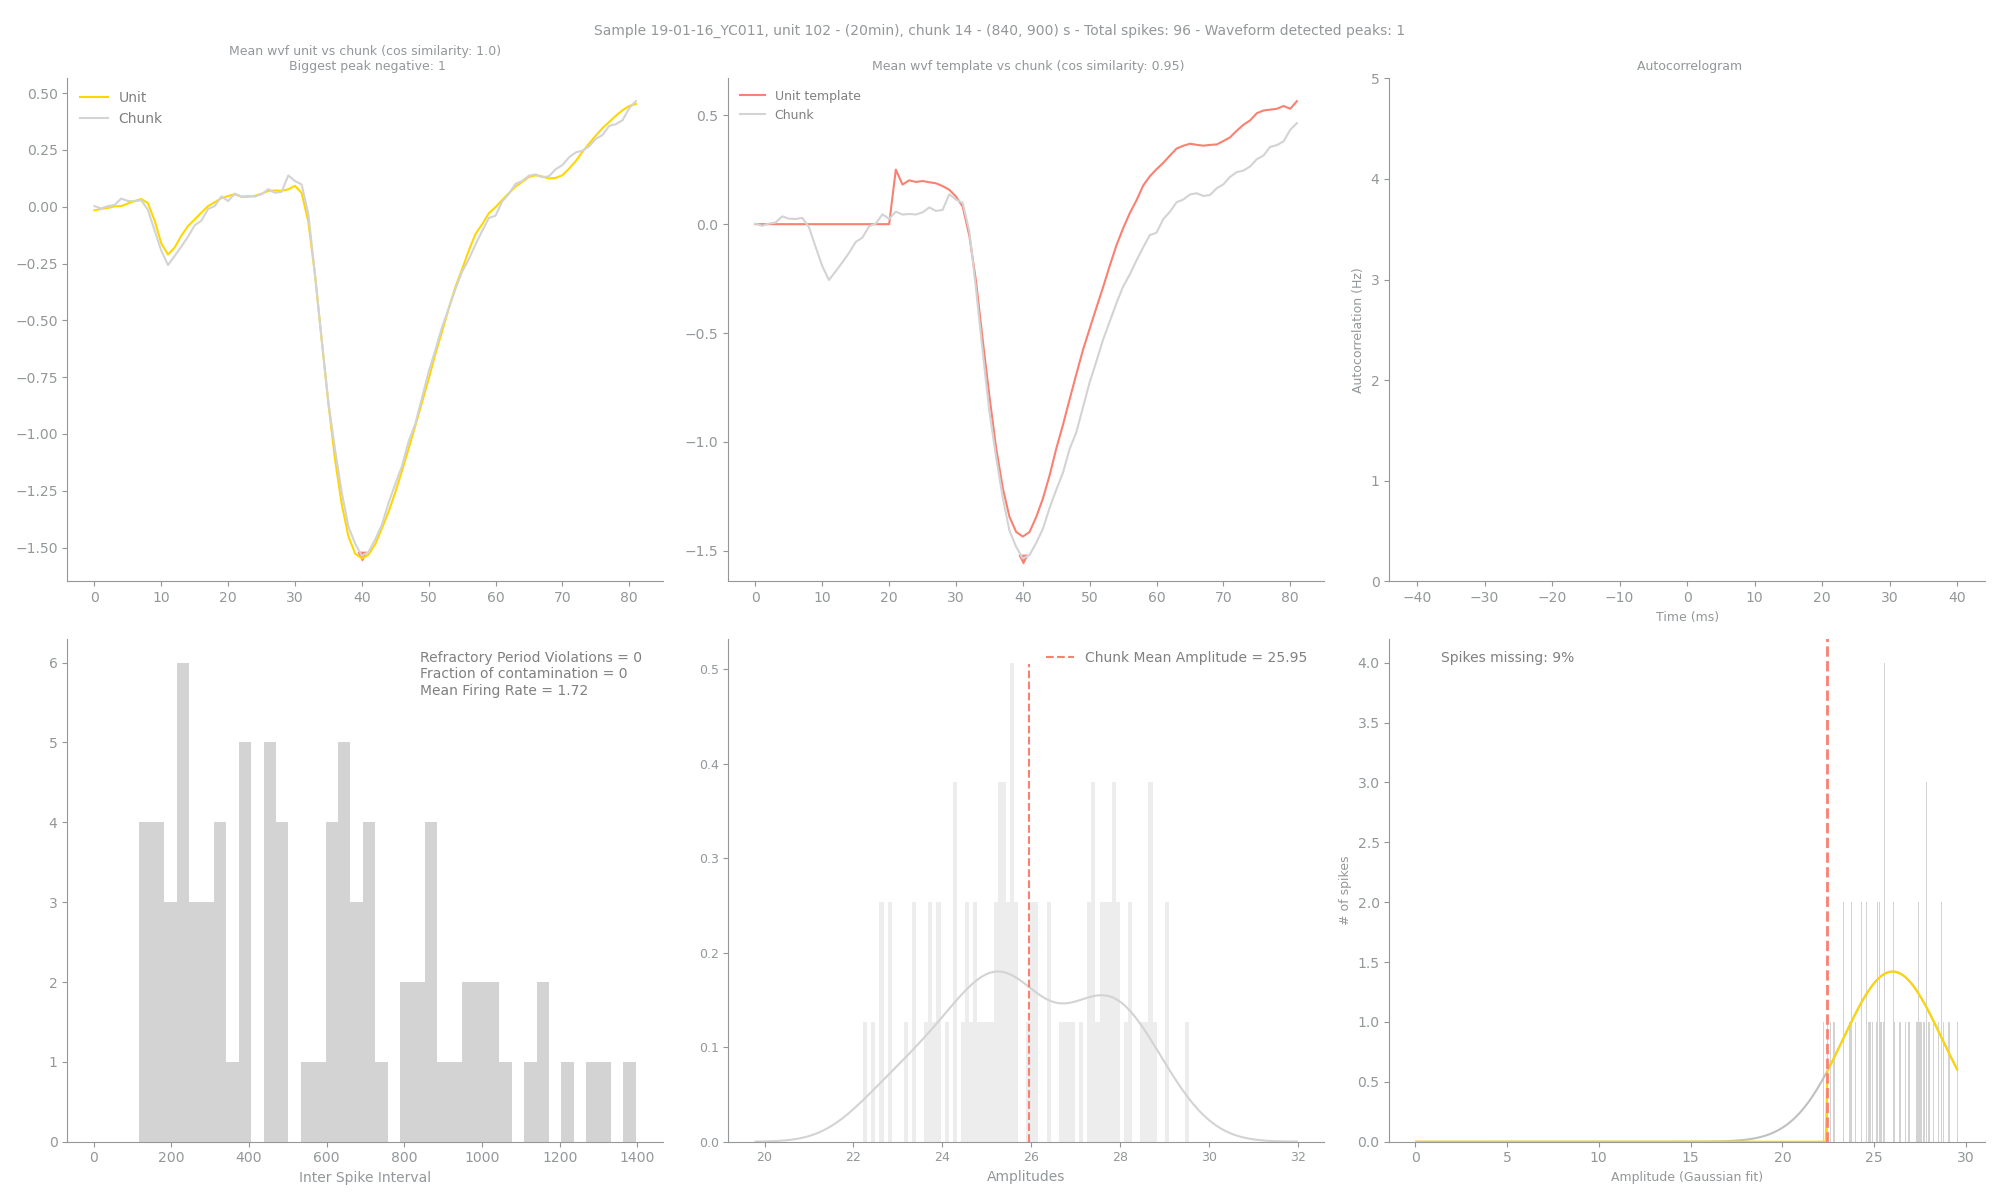 Sample 19-01-16_YC011, unit 102 - (20min), chunk 14 - (840, 900) s - Total spikes: 96 - Waveform detected peaks: 1
Mean wvf unit vs chunk (cos similarity: 1.0)
Biggest peak negative: 1
Unit
Chunk
0.50
0.25
0.00
−0.25
−0.50
−0.75
−1.00
−1.25
−1.50
0 10 20 30 40 50 60 70 80
Mean wvf template vs chunk (cos similarity: 0.95)
Unit template
Chunk
0.5
0.0
−0.5
−1.0
−1.5
0 10 20 30 40 50 60 70 80
Autocorrelogram
Autocorrelation (Hz)
5
4
3
2
1
0
−40 −30 −20 −10 0 10 20 30 40
Time (ms)
Refractory Period Violations = 0
Fraction of contamination = 0
Mean Firing Rate = 1.72
6
5
4
3
2
1
0
0 200 400 600 800 1000 1200 1400
Inter Spike Interval
Chunk Mean Amplitude = 25.95
0.5
0.4
0.3
0.2
0.1
0.0
20 22 24 26 28 30 32
Amplitudes
Spikes missing: 9%
# of spikes
4.0
3.5
3.0
2.5
2.0
1.5
1.0
0.5
0.0
0 5 10 15 20 25 30
Amplitude (Gaussian fit)